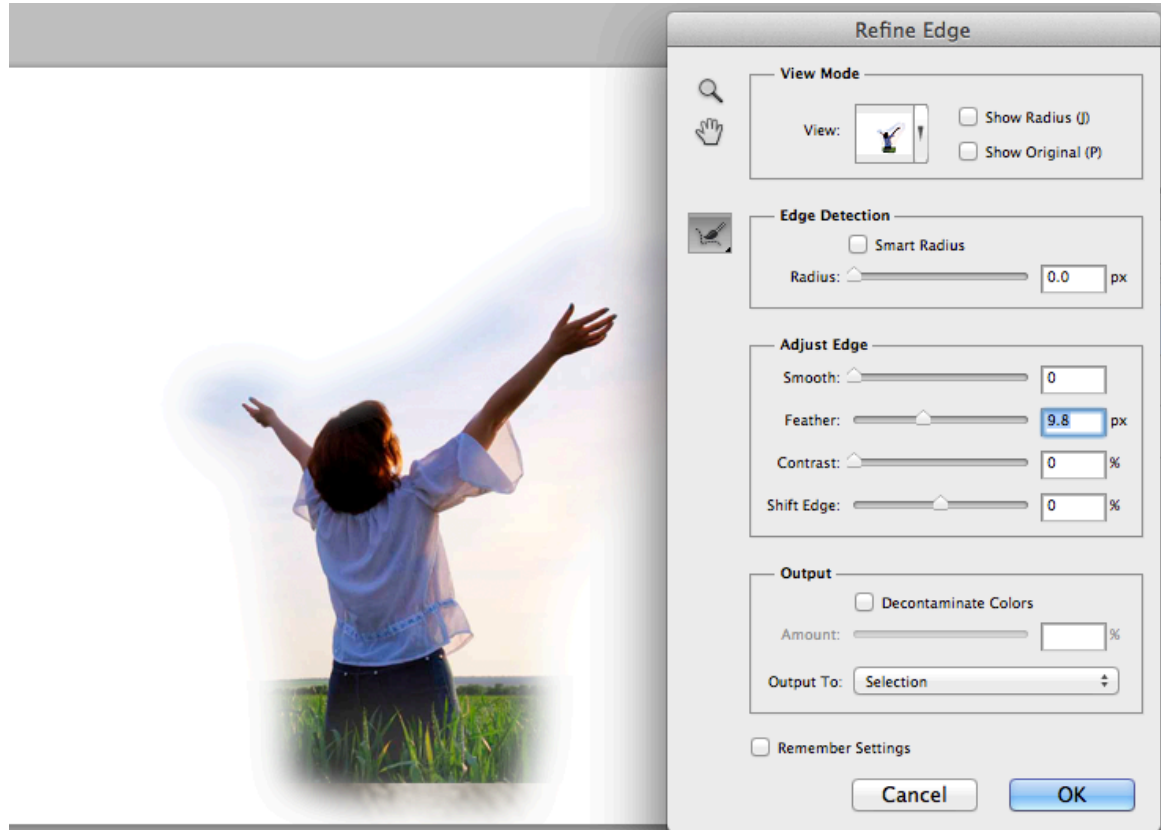 Refine Edge
View Mode
View:
Show Radius (J)
Show Original (P)
Edge Detection
Smart Radius
Radius: 0.0 px
Adjust Edge
Smooth: 0
Feather: 9.8 px
Contrast: 0 %
Shift Edge: 0 %
Output
Decontaminate Colors
Amount: %
Output To: Selection
Remember Settings
Cancel OK